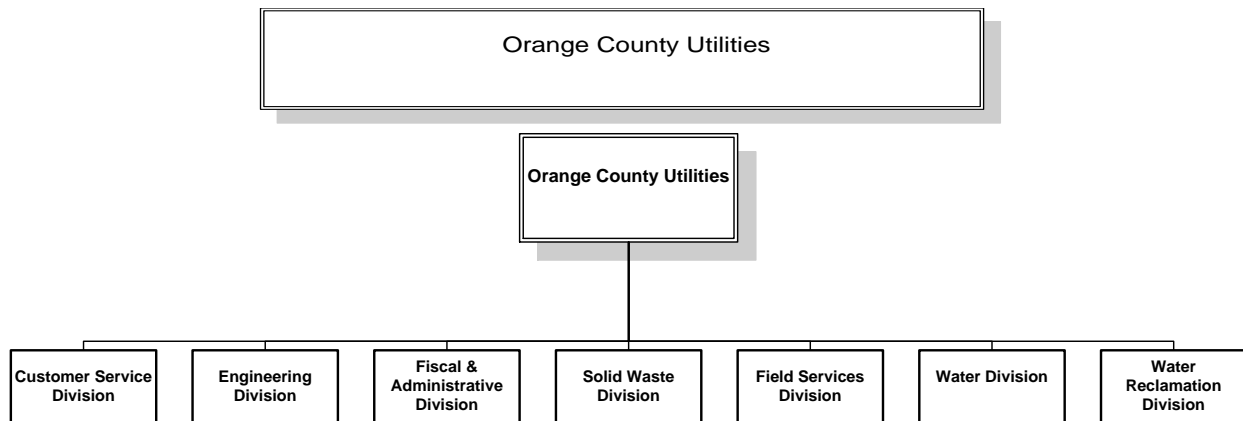 Orange County Utilities
Orange County Utilities
Customer Service
Division
Engineering
Division
Fiscal &
Administrative
Division
Solid Waste
Division
Field Services
Division
Water Division
Water
Reclamation
Division